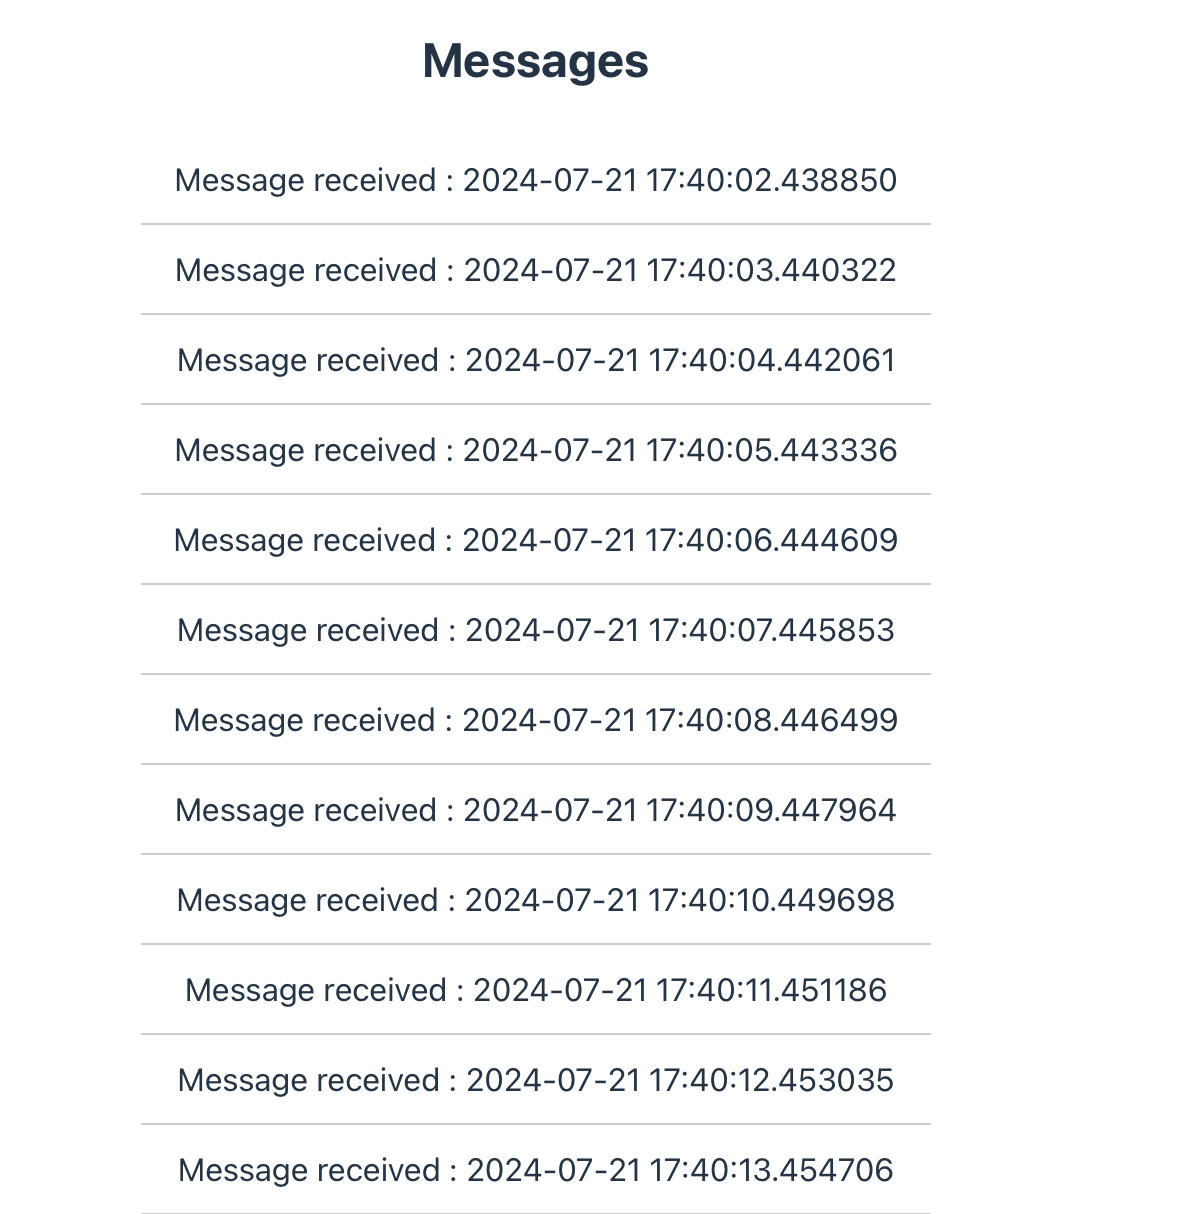 Messages
Message received : 2024-07-21 17:40:02.438850
Message received : 2024-07-21 17:40:03.440322
Message received : 2024-07-21 17:40:04.442061
Message received : 2024-07-21 17:40:05.443336
Message received : 2024-07-21 17:40:06.444609
Message received : 2024-07-21 17:40:07.445853
Message received : 2024-07-21 17:40:08.446499
Message received : 2024-07-21 17:40:09.447964
Message received : 2024-07-21 17:40:10.449698
Message received : 2024-07-21 17:40:11.451186
Message received : 2024-07-21 17:40:12.453035
Message received : 2024-07-21 17:40:13.454706